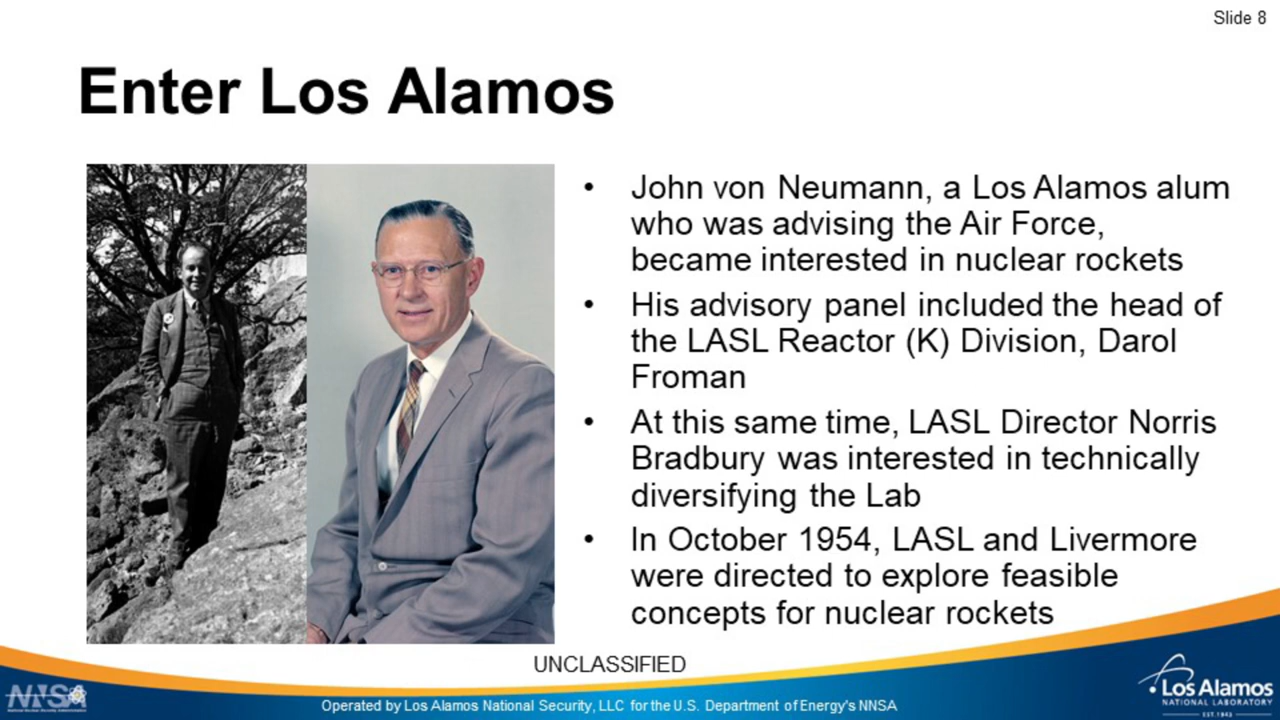 Slide 8
Enter Los Alamos
• John von Neumann, a Los Alamos alum
who was advising the Air Force,
became interested in nuclear rockets
• His advisory panel included the head of
the LASL Reactor (K) Division, Darol
Froman
• At this same time, LASL Director Norris
Bradbury was interested in technically
diversifying the Lab
• In October 1954, LASL and Livermore
were directed to explore feasible
concepts for nuclear rockets
UNCLASSIFIED
NNSA
National Nuclear Security Administration
Operated by Los Alamos National Security, LLC for the U.S. Department of Energy's NNSA
Los Alamos
NATIONAL LABORATORY
EST. 1943